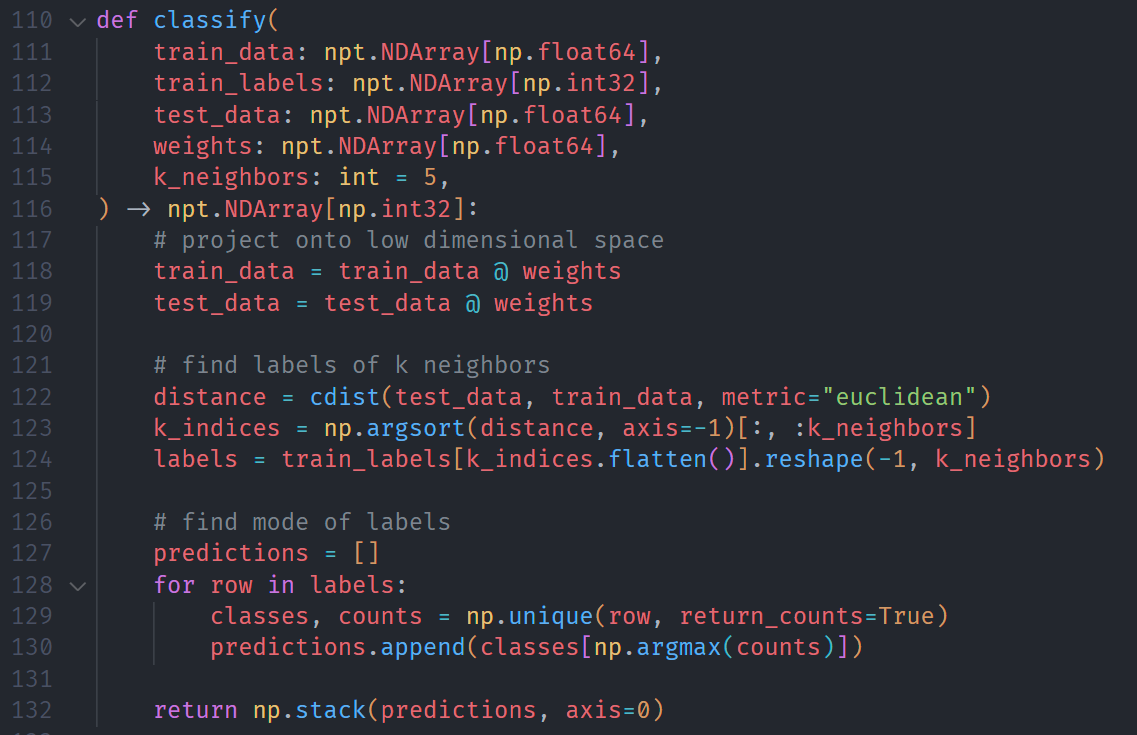 110 def classify(
111     train_data: npt.NDArray[np.float64],
112     train_labels: npt.NDArray[np.int32],
113     test_data: npt.NDArray[np.float64],
114     weights: npt.NDArray[np.float64],
115     k_neighbors: int = 5,
116 ) -> npt.NDArray[np.int32]:
117     # project onto low dimensional space
118     train_data = train_data @ weights
119     test_data = test_data @ weights
120
121     # find labels of k neighbors
122     distance = cdist(test_data, train_data, metric="euclidean")
123     k_indices = np.argsort(distance, axis=-1)[:, :k_neighbors]
124     labels = train_labels[k_indices.flatten()].reshape(-1, k_neighbors)
125
126     # find mode of labels
127     predictions = []
128     for row in labels:
129         classes, counts = np.unique(row, return_counts=True)
130         predictions.append(classes[np.argmax(counts)])
131
132     return np.stack(predictions, axis=0)